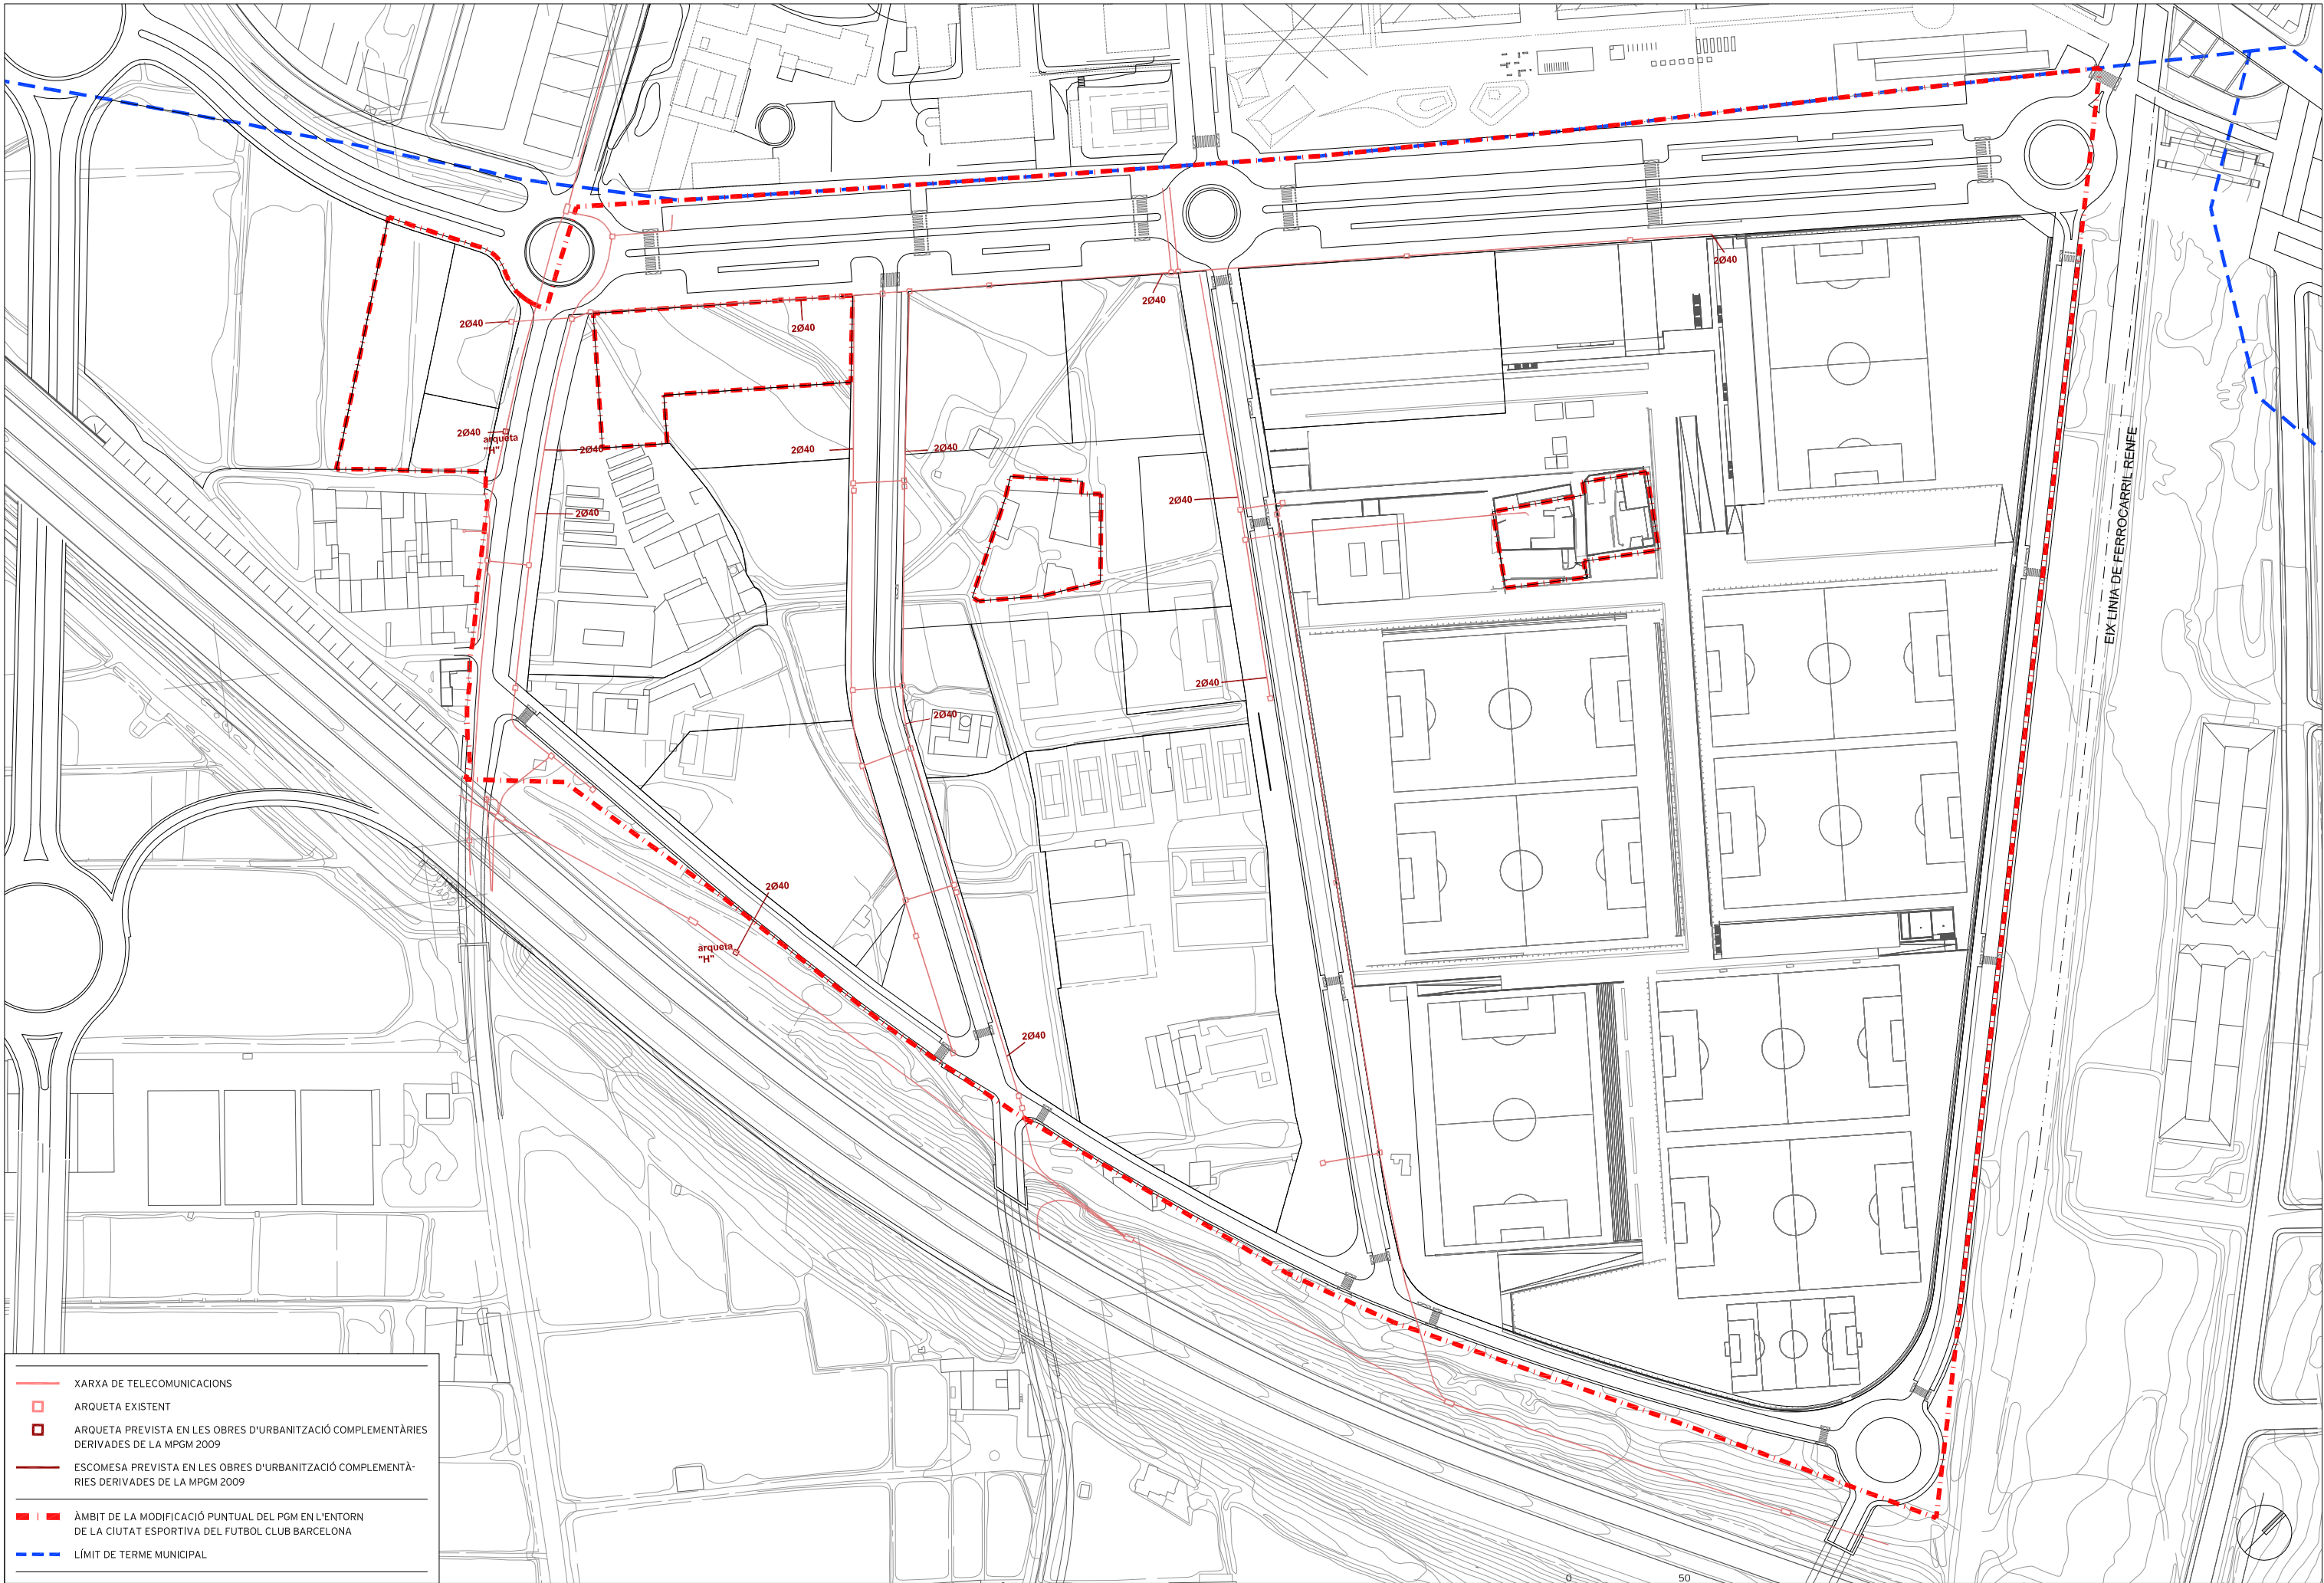 2Ø40
2Ø40
2Ø40
2Ø40
2Ø40
arqueta
"H"
2Ø40
2Ø40
2Ø40
2Ø40
2Ø40
2Ø40
2Ø40
2Ø40
arqueta
"H"
2Ø40
EIX LINIA DE FERROCARRIL RENFE
XARXA DE TELECOMUNICACIONS
ARQUETA EXISTENT
ARQUETA PREVISTA EN LES OBRES D'URBANITZACIÓ COMPLEMENTÀRIES
DERIVADES DE LA MPGM 2009
ESCOMESA PREVISTA EN LES OBRES D'URBANITZACIÓ COMPLEMENTÀ-
RIES DERIVADES DE LA MPGM 2009
ÀMBIT DE LA MODIFICACIÓ PUNTUAL DEL PGM EN L'ENTORN
DE LA CIUTAT ESPORTIVA DEL FUTBOL CLUB BARCELONA
LÍMIT DE TERME MUNICIPAL
0 50